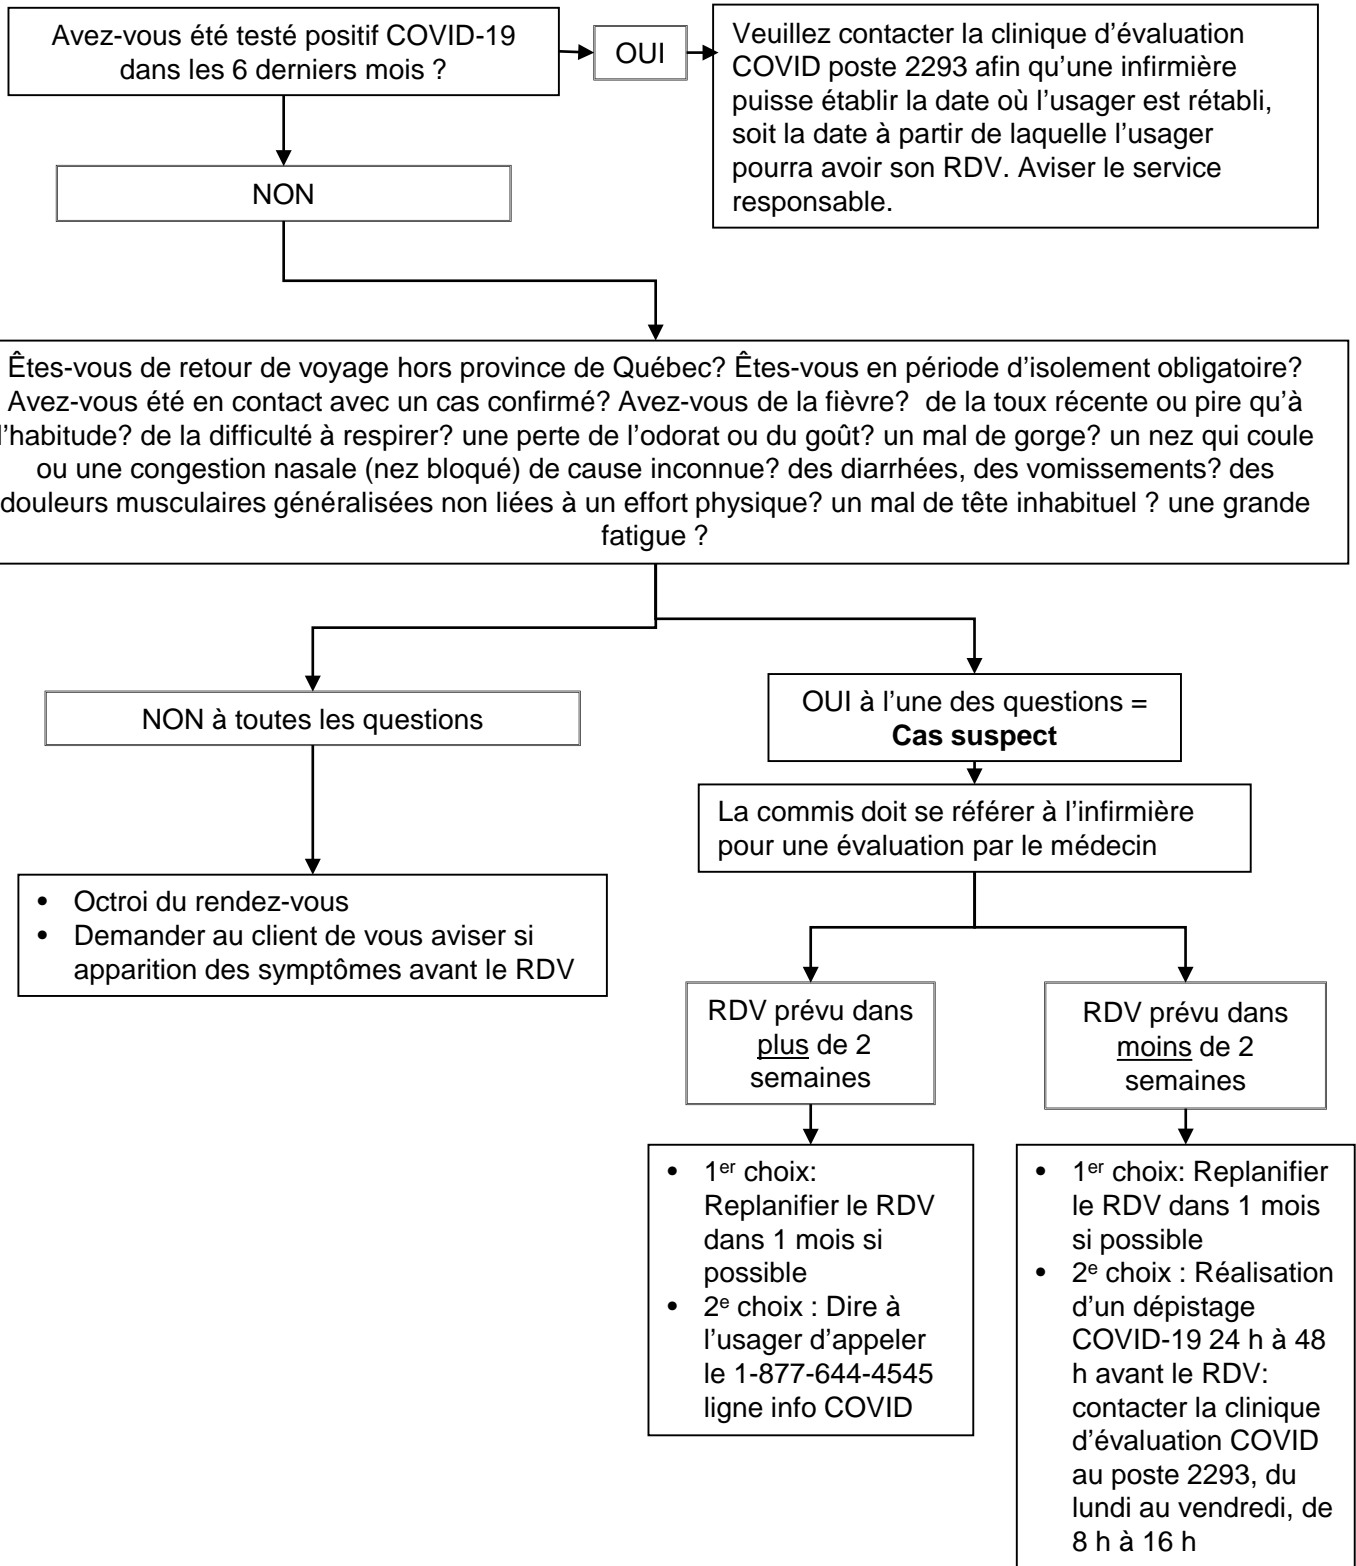 Avez-vous été testé positif COVID-19
dans les 6 derniers mois ?
OUI
Veuillez contacter la clinique d’évaluation
COVID poste 2293 afin qu’une infirmière
puisse établir la date où l’usager est rétabli,
soit la date à partir de laquelle l’usager
pourra avoir son RDV. Aviser le service
responsable.
NON
Êtes-vous de retour de voyage hors province de Québec? Êtes-vous en période d’isolement obligatoire?
Avez-vous été en contact avec un cas confirmé? Avez-vous de la fièvre?  de la toux récente ou pire qu’à
l’habitude? de la difficulté à respirer? une perte de l’odorat ou du goût? un mal de gorge? un nez qui coule
ou une congestion nasale (nez bloqué) de cause inconnue? des diarrhées, des vomissements? des
douleurs musculaires généralisées non liées à un effort physique? un mal de tête inhabituel ? une grande
fatigue ?
NON à toutes les questions
OUI à l’une des questions =
Cas suspect
La commis doit se référer à l’infirmière
pour une évaluation par le médecin
• Octroi du rendez-vous
• Demander au client de vous aviser si
apparition des symptômes avant le RDV
RDV prévu dans
plus de 2
semaines
RDV prévu dans
moins de 2
semaines
• 1er choix:
Replanifier le RDV
dans 1 mois si
possible
• 2e choix : Dire à
l’usager d’appeler
le 1-877-644-4545
ligne info COVID
• 1er choix: Replanifier
le RDV dans 1 mois
si possible
• 2e choix : Réalisation
d’un dépistage
COVID-19 24 h à 48
h avant le RDV:
contacter la clinique
d’évaluation COVID
au poste 2293, du
lundi au vendredi, de
8 h à 16 h